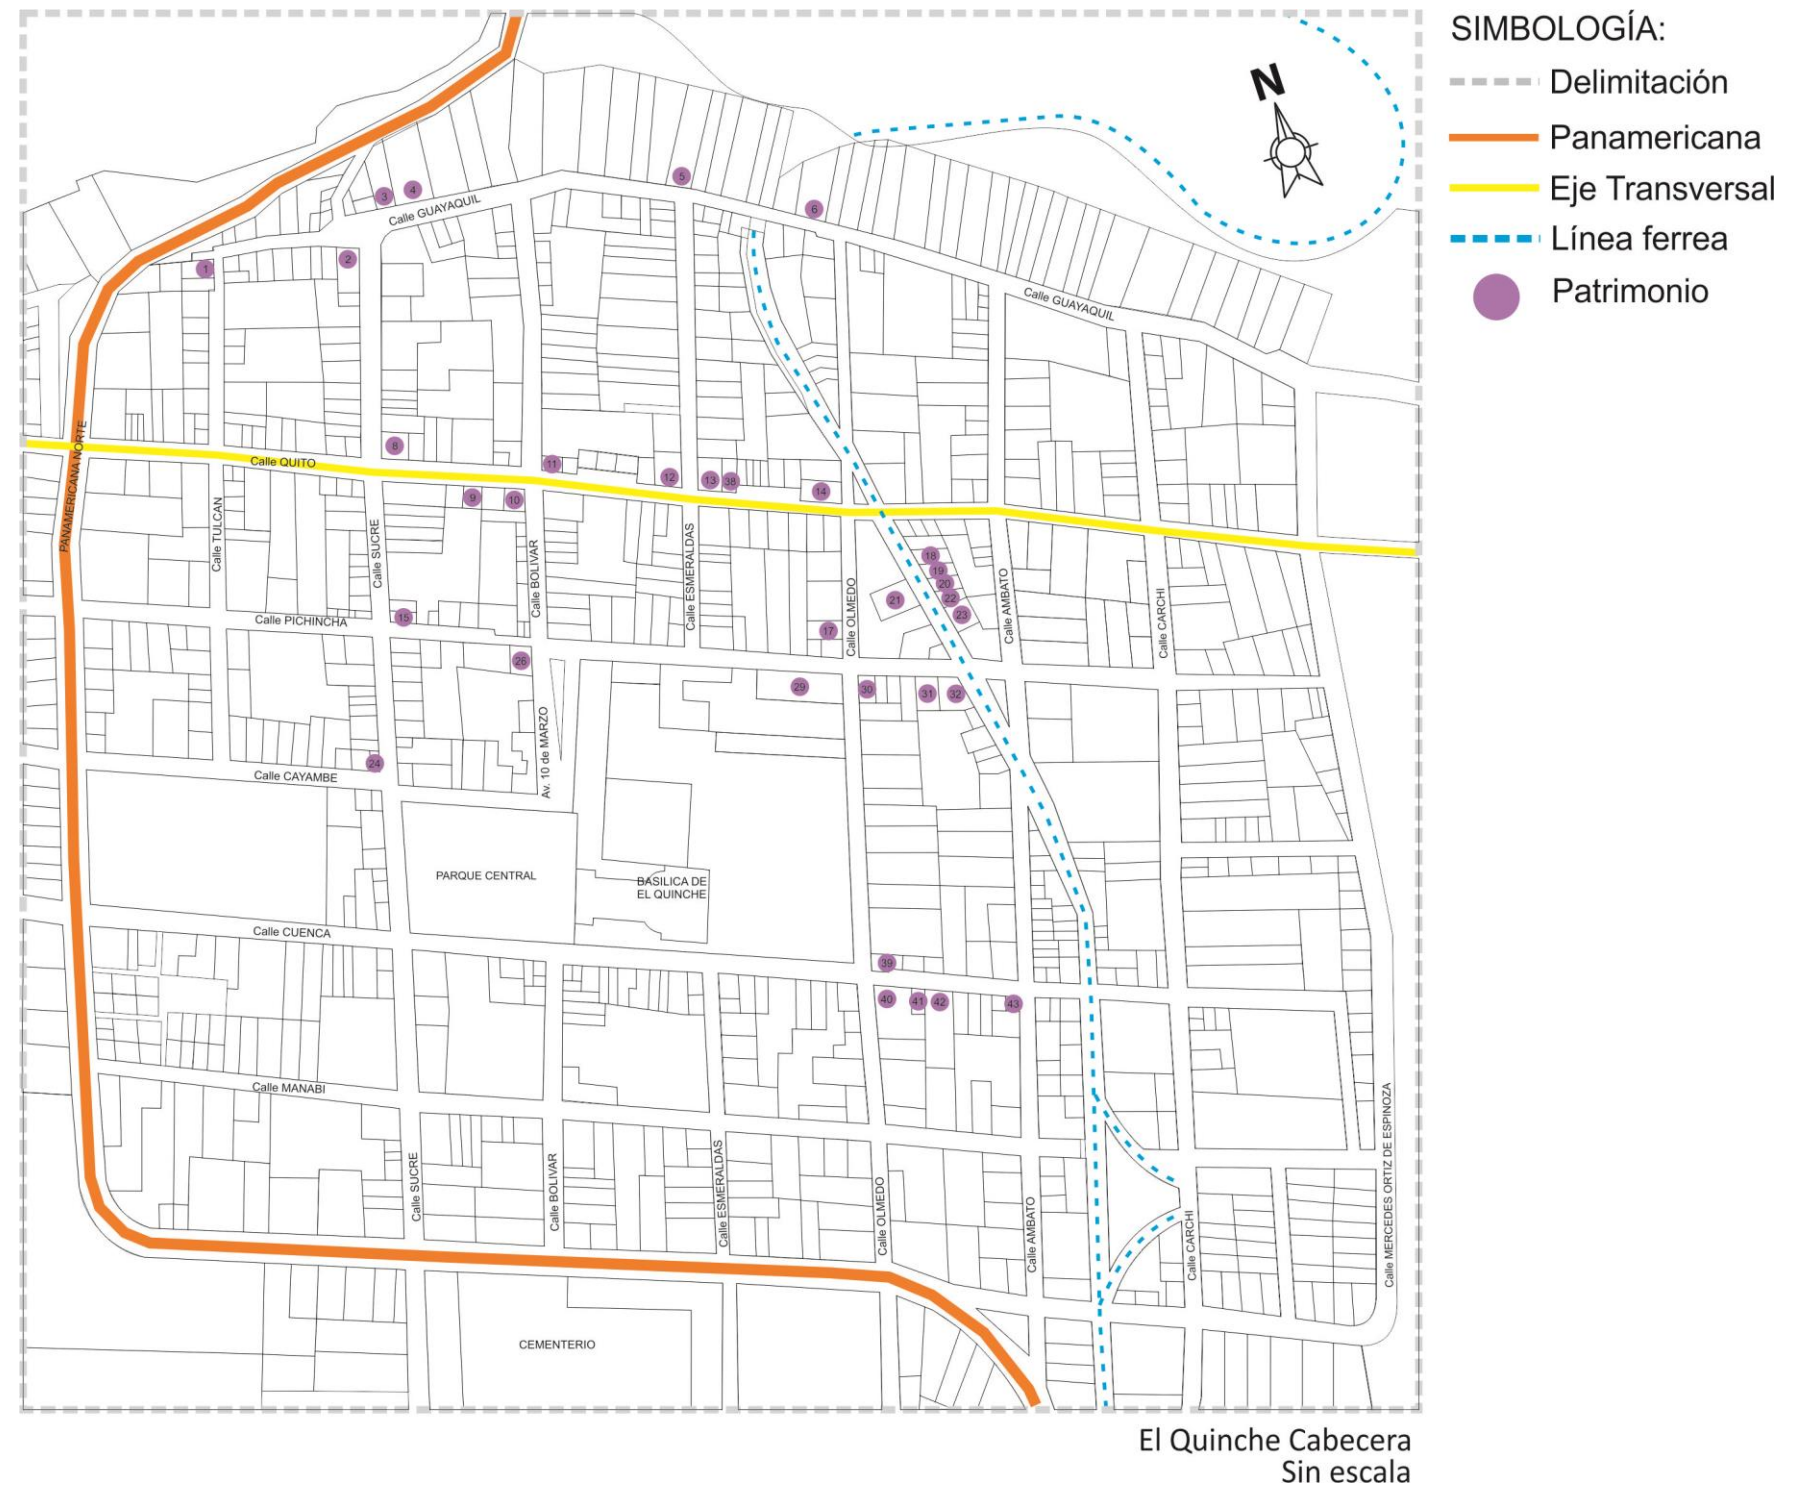 SIMBOLOGÍA:
Delimitación
Panamericana
Eje Transversal
Línea ferrea
Patrimonio
N
5
3
4
Calle GUAYAQUIL
6
2
1
Calle GUAYAQUIL
PANAMERICANA NORTE
8
Calle QUITO
11
12
13
38
14
9
10
Calle TULCAN
Calle SUCRE
Calle BOLIVAR
Calle ESMERALDAS
Calle OLMEDO
Calle AMBATO
Calle CARCHI
18
19
20
22
21
23
15
Calle PICHINCHA
17
26
29
30
31
32
Av. 10 de MARZO
24
Calle CAYAMBE
PARQUE CENTRAL
BASILICA DE
EL QUINCHE
Calle CUENCA
39
40
41
42
43
Calle MANABI
Calle SUCRE
Calle BOLIVAR
Calle ESMERALDAS
Calle OLMEDO
Calle AMBATO
Calle CARCHI
Calle MERCEDES ORTIZ DE ESPINOZA
CEMENTERIO
El Quinche Cabecera
Sin escala